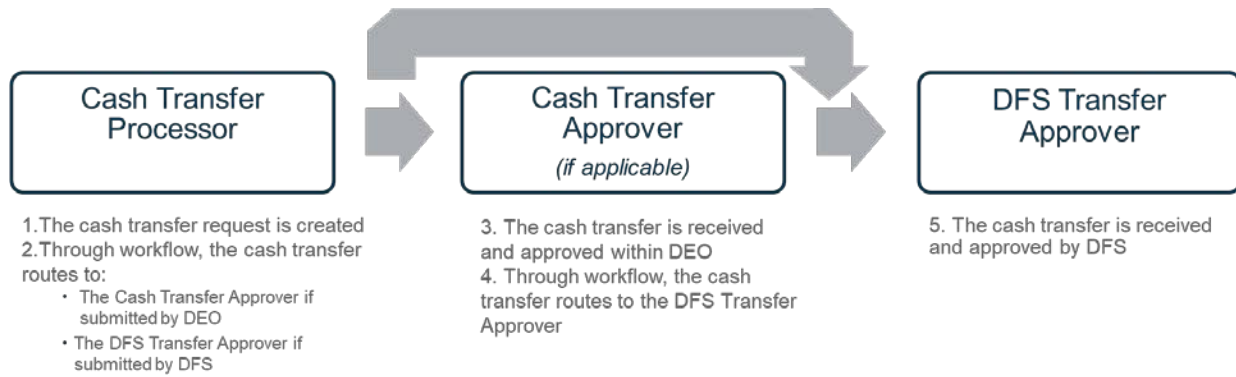 Cash Transfer
Processor
Cash Transfer
Approver
(if applicable)
DFS Transfer
Approver
1.The cash transfer request is created
2.Through workflow, the cash transfer
routes to:
• The Cash Transfer Approver if
submitted by DEO
• The DFS Transfer Approver if
submitted by DFS
3. The cash transfer is received
and approved within DEO
4. Through workflow, the cash
transfer routes to the DFS Transfer
Approver
5. The cash transfer is received
and approved by DFS